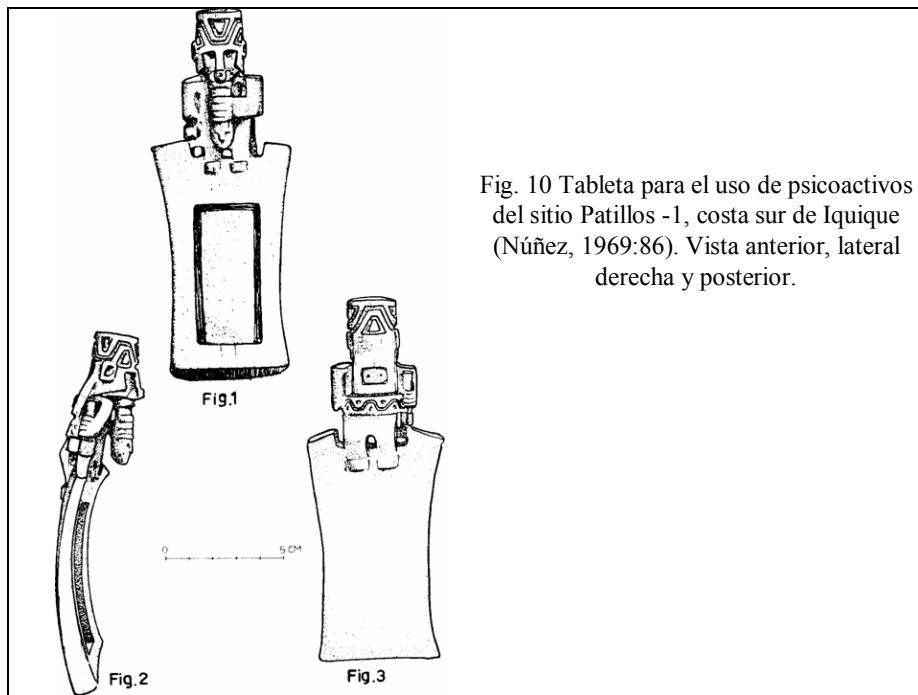 Fig. 10 Tableta para el uso de psicoactivos
del sitio Patillos -1, costa sur de Iquique
(Núñez, 1969:86). Vista anterior, lateral
derecha y posterior.
Fig.1
0 5 CM.
Fig.2
Fig.3